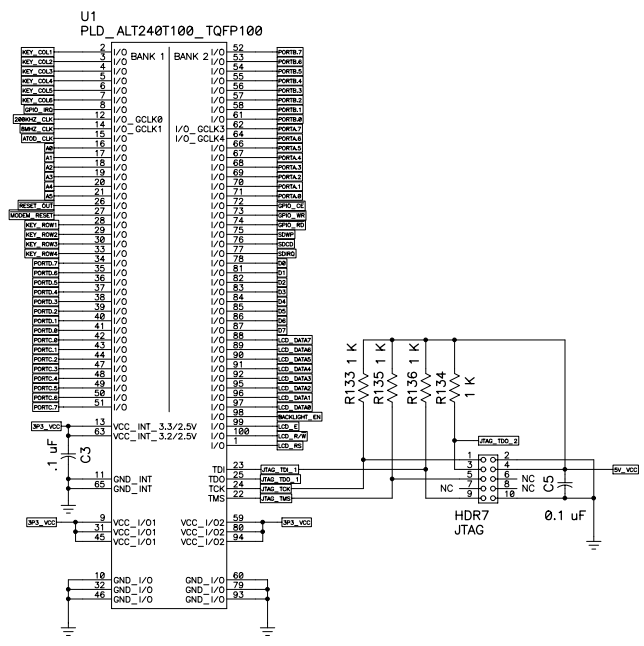 U1
PLD_ALT240T100_TQFP100
BANK 1 BANK 2
KEY_COL1 2 I/O I/O 52 PORTB.7
KEY_COL2 3 I/O I/O 53 PORTB.6
KEY_COL3 4 I/O I/O 54 PORTB.5
KEY_COL4 5 I/O I/O 55 PORTB.4
KEY_COL5 6 I/O I/O 56 PORTB.3
KEY_COL6 7 I/O I/O 57 PORTB.2
GPIO_IRQ 8 I/O I/O 58 PORTB.1
200KHZ_CLK 12 I/O_GCLK0 I/O 61 PORTB.0
8MHZ_CLK 14 I/O_GCLK1 I/O_GCLK3 62 PORTA.7
ATOD_CLK 15 I/O I/O_GCLK4 64 PORTA.6
A0 16 I/O I/O 66 PORTA.5
A1 17 I/O I/O 67 PORTA.4
A2 18 I/O I/O 68 PORTA.3
A3 19 I/O I/O 69 PORTA.2
A4 20 I/O I/O 70 PORTA.1
A5 21 I/O I/O 71 PORTA.0
RESET_OUT 26 I/O I/O 72 GPIO_CE
MODEM_RESET 27 I/O I/O 73 GPIO_WR
KEY_ROW1 28 I/O I/O 74 GPIO_RD
KEY_ROW2 29 I/O I/O 75 SDWP
KEY_ROW3 30 I/O I/O 76 SDCD
KEY_ROW4 33 I/O I/O 77 SDIRQ
PORTD.7 34 I/O I/O 78 D0
PORTD.6 35 I/O I/O 81 D1
PORTD.5 36 I/O I/O 82 D2
PORTD.4 37 I/O I/O 83 D3
PORTD.3 38 I/O I/O 84 D4
PORTD.2 39 I/O I/O 85 D5
PORTD.1 40 I/O I/O 86 D6
PORTD.0 41 I/O I/O 87 D7
PORTC.0 42 I/O I/O 88 LCD_DATA7
PORTC.1 43 I/O I/O 89 LCD_DATA6
PORTC.2 44 I/O I/O 90 LCD_DATA5
PORTC.3 47 I/O I/O 91 LCD_DATA4
PORTC.4 48 I/O I/O 92 LCD_DATA3
PORTC.5 49 I/O I/O 95 LCD_DATA2
PORTC.6 50 I/O I/O 96 LCD_DATA1
PORTC.7 51 I/O I/O 97 LCD_DATA0
I/O 98 BACKLIGHT_EN
3P3_VCC 13 VCC_INT_3.3/2.5V I/O 99 LCD_E
63 VCC_INT_3.2/2.5V I/O 100 LCD_R/W
I/O 1 LCD_RS
.1 uF
C3
11 GND_INT
65 GND_INT
TDI 23 JTAG_TDI_1
TDO 25 JTAG_TDO_1
TCK 24 JTAG_TCK
TMS 22 JTAG_TMS
3P3_VCC 9 VCC_I/O1 VCC_I/O2 59 3P3_VCC
31 VCC_I/O1 VCC_I/O2 80
45 VCC_I/O1 VCC_I/O2 94
10 GND_I/O GND_I/O 60
32 GND_I/O GND_I/O 79
46 GND_I/O GND_I/O 93
R133 1 K
R135 1 K
R136 1 K
R134
1 K
JTAG_TDO_2
1 2
3 4
5 6 NC
NC 7 8 NC
9 10
5V_VCC
C5
0.1 uF
HDR7
JTAG